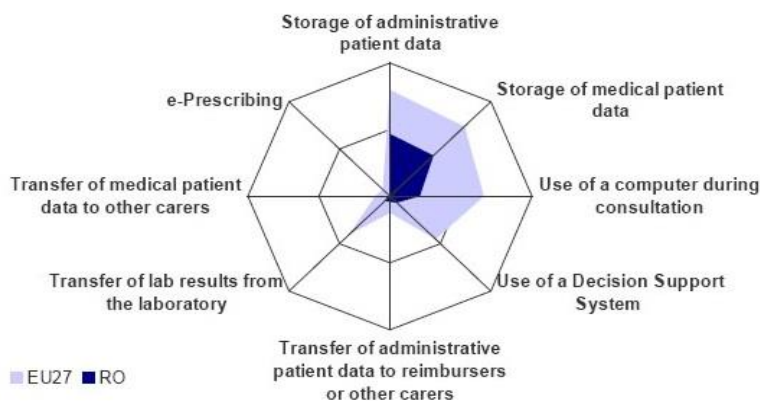 Storage of administrative
patient data
Storage of medical patient
data
e-Prescribing
Transfer of medical patient
data to other carers
Use of a computer during
consultation
Transfer of lab results from
the laboratory
Use of a Decision Support
System
Transfer of administrative
patient data to reimbursers
or other carers
EU27 RO